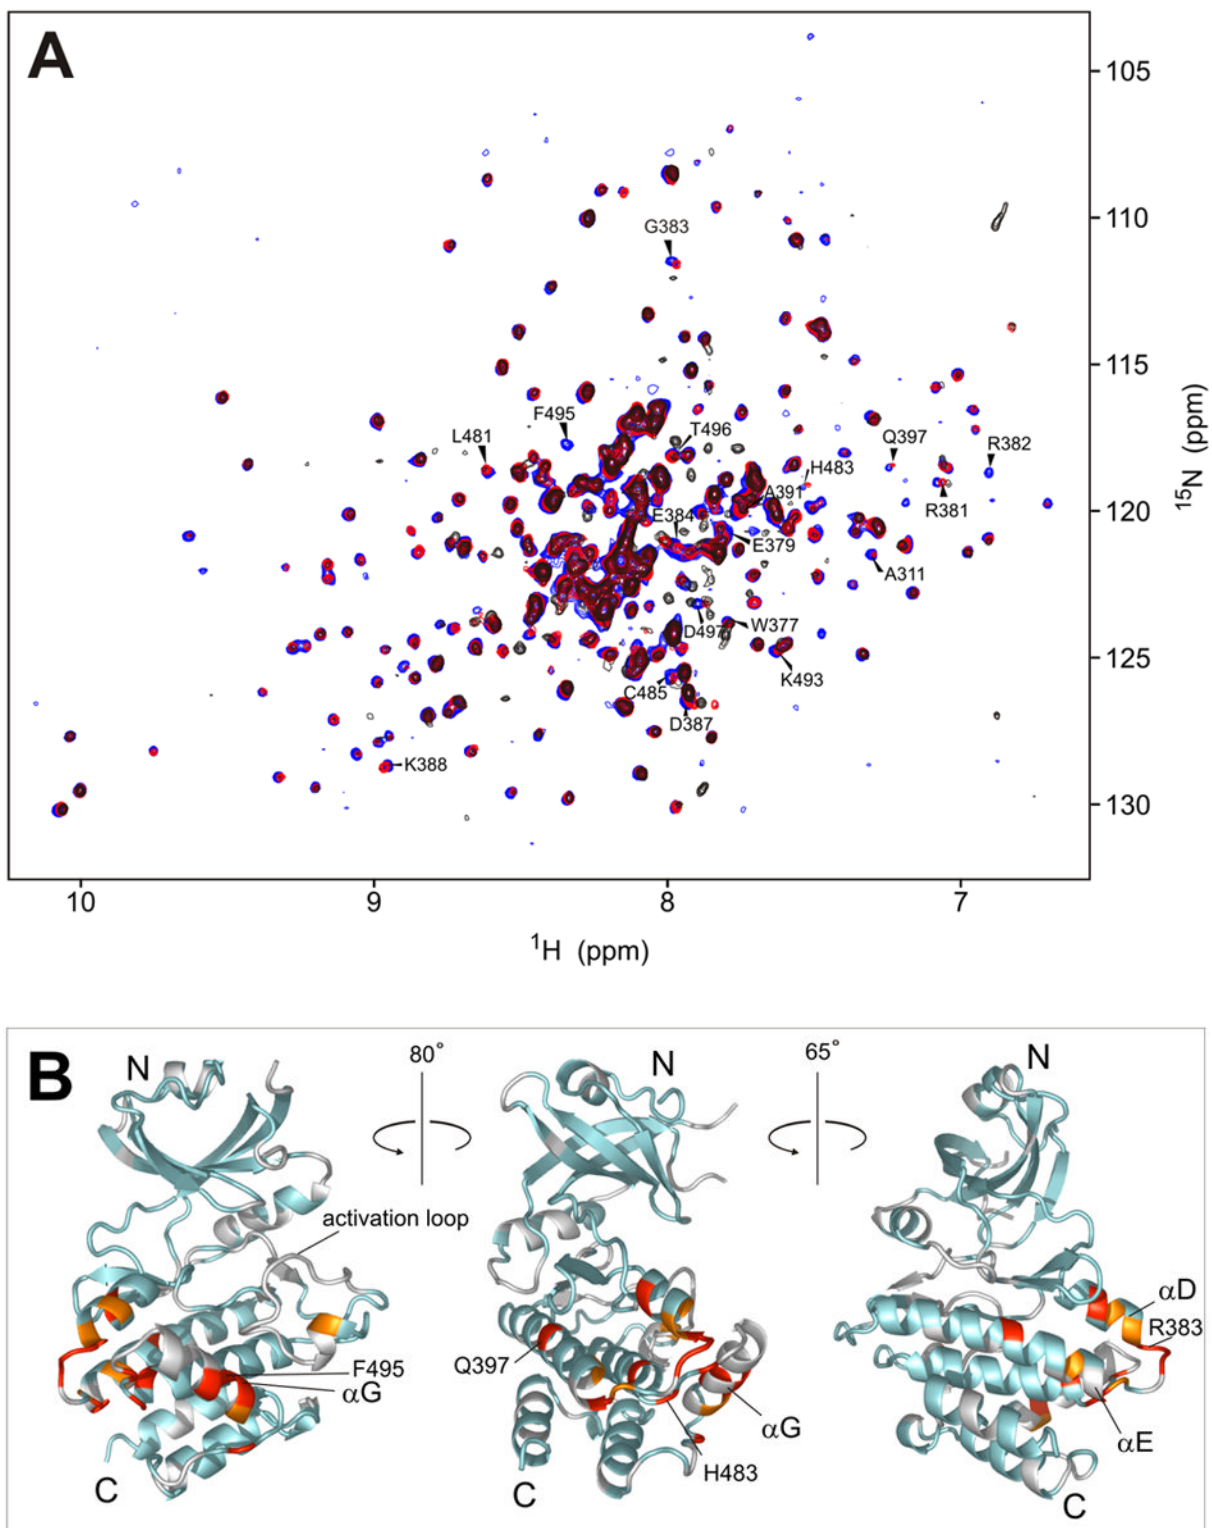 A
105
110
G383
115
F495
T496
L481
Q397
R382
H483
A391
R381
E384
120
E379
A311
D497
W377
K493
C485
125
D387
K388
130
10
9
8
7
¹H (ppm)
¹⁵N (ppm)
B
N
80°
N
65°
N
activation loop
αD
R383
F495
Q397
αG
αG
αE
H483
C
C
C